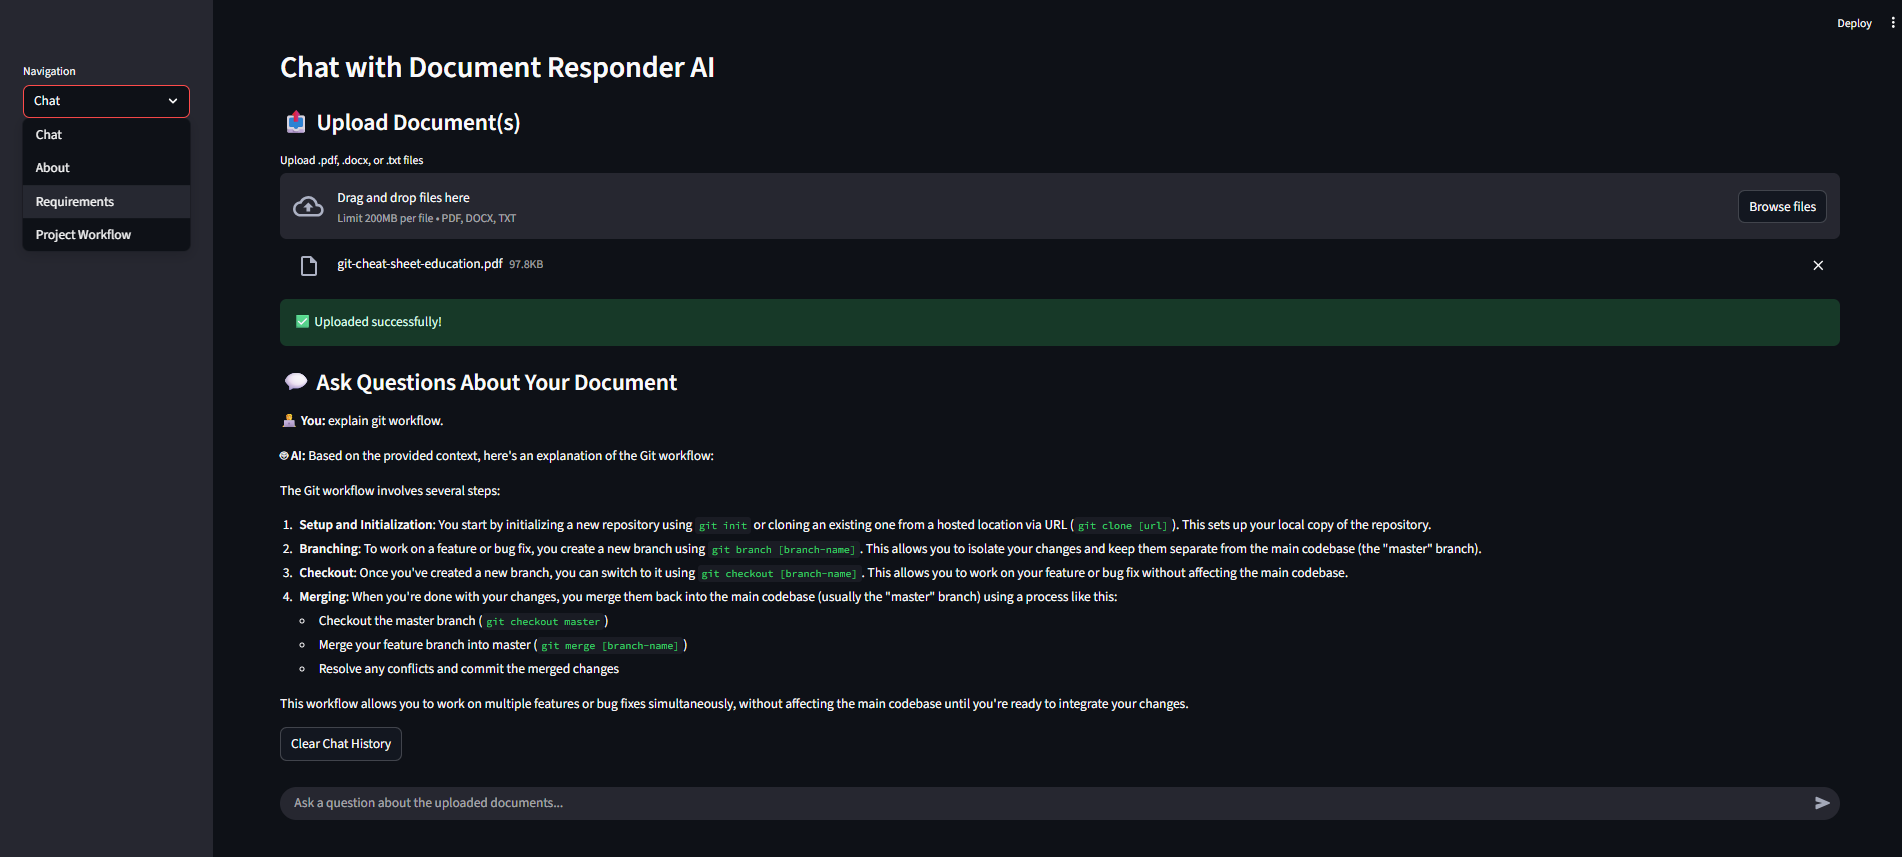 Deploy
Navigation
Chat
Chat
About
Requirements
Project Workflow
Chat with Document Responder AI
Upload Document(s)
Upload .pdf, .docx, or .txt files
Drag and drop files here
Limit 200MB per file • PDF, DOCX, TXT
Browse files
git-cheat-sheet-education.pdf 97.8KB
✅ Uploaded successfully!
Ask Questions About Your Document
You: explain git workflow.
AI: Based on the provided context, here's an explanation of the Git workflow:
The Git workflow involves several steps:
1. Setup and Initialization: You start by initializing a new repository using git init or cloning an existing one from a hosted location via URL ( git clone [url] ). This sets up your local copy of the repository.
2. Branching: To work on a feature or bug fix, you create a new branch using git branch [branch-name] . This allows you to isolate your changes and keep them separate from the main codebase (the "master" branch).
3. Checkout: Once you've created a new branch, you can switch to it using git checkout [branch-name] . This allows you to work on your feature or bug fix without affecting the main codebase.
4. Merging: When you're done with your changes, you merge them back into the main codebase (usually the "master" branch) using a process like this:
Checkout the master branch ( git checkout master )
Merge your feature branch into master ( git merge [branch-name] )
Resolve any conflicts and commit the merged changes
This workflow allows you to work on multiple features or bug fixes simultaneously, without affecting the main codebase until you're ready to integrate your changes.
Clear Chat History
Ask a question about the uploaded documents...